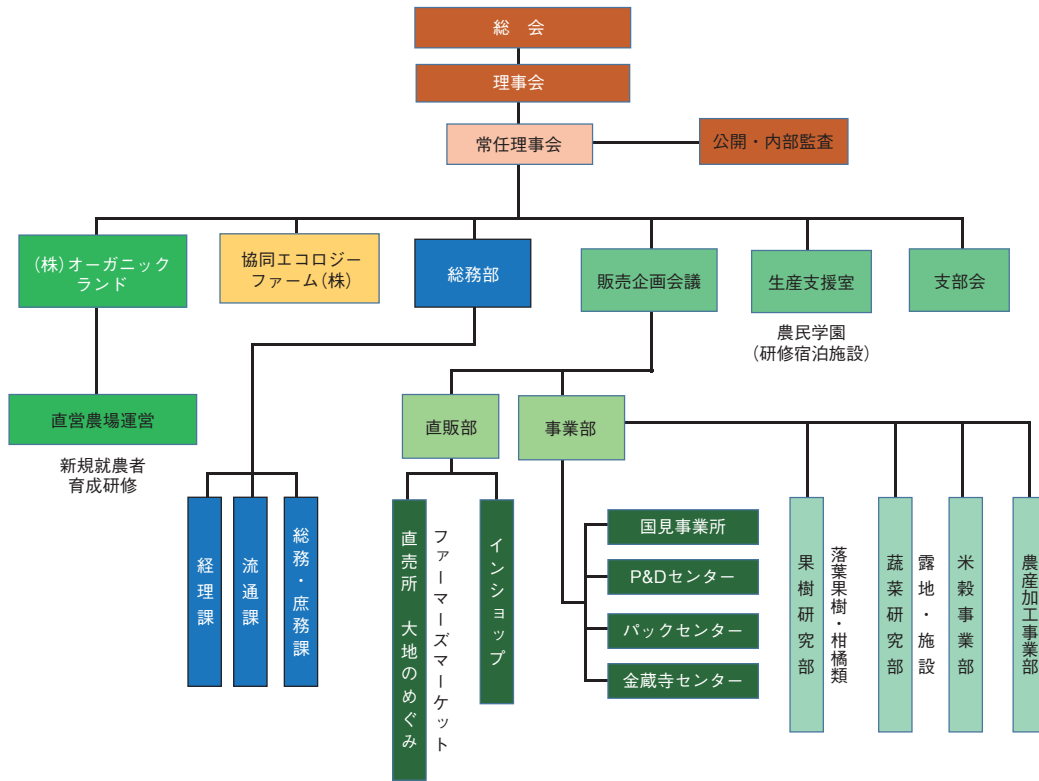 総　会
理事会
常任理事会
公開・内部監査
(株)オーガニック
ランド
協同エコロジー
ファーム(株)
総務部
販売企画会議
生産支援室
支部会
農民学園
(研修宿泊施設)
直営農場運営
新規就農者
育成研修
直販部
事業部
経理課
流通課
総務・庶務課
直売所　大地のめぐみ
ファーマーズマーケット
インショップ
国見事業所
P&Dセンター
パックセンター
金蔵寺センター
果樹研究部
落葉果樹・柑橘類
蔬菜研究部
露地・施設
米穀事業部
農産加工事業部